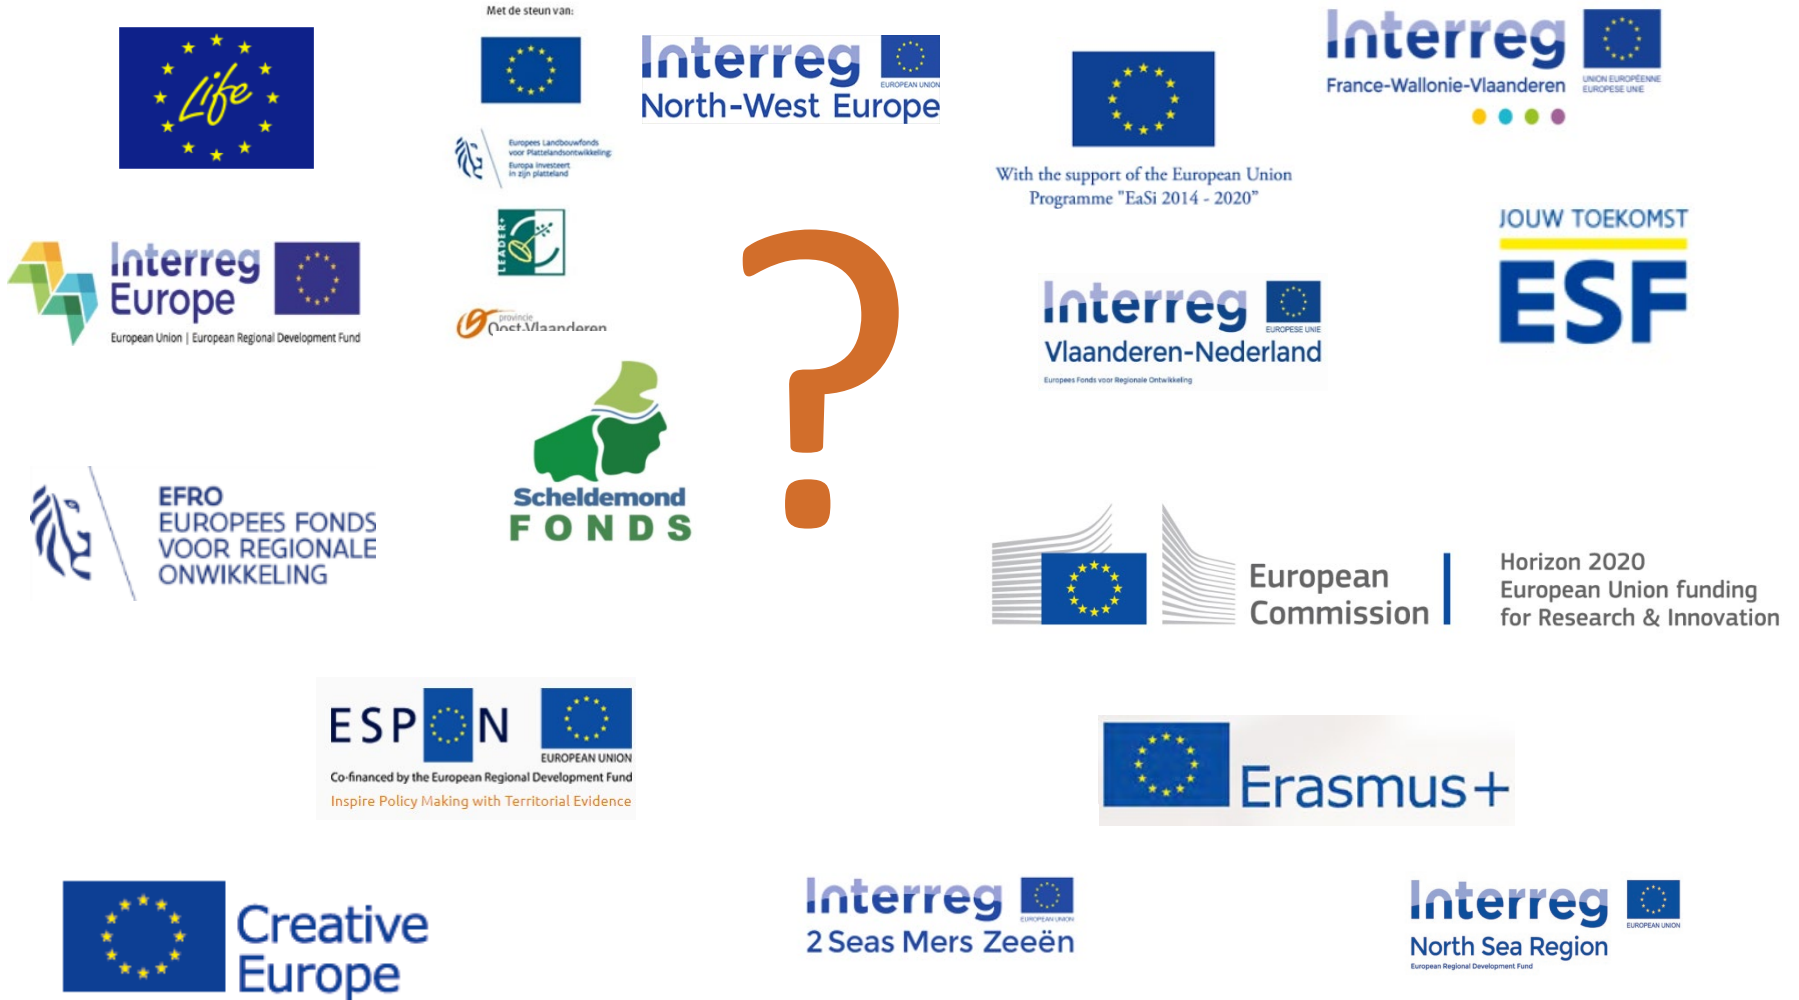 Life
Met de steun van:
Europees Landbouwfonds
voor Plattelandsontwikkeling:
Europa investeert
in zijn platteland
LEADER+
provincie
Oost-Vlaanderen
Interreg
EUROPEAN UNION
North-West Europe
With the support of the European Union
Programme "EaSi 2014 - 2020”
Interreg
France-Wallonie-Vlaanderen
UNION EUROPÉENNE
EUROPESE UNIE
Interreg
Europe
European Union | European Regional Development Fund
?
Interreg
EUROPESE UNIE
Vlaanderen-Nederland
Europees Fonds voor Regionale Ontwikkeling
JOUW TOEKOMST
ESF
Scheldemond
FONDS
EFRO
EUROPEES FONDS
VOOR REGIONALE
ONWIKKELING
European
Commission
Horizon 2020
European Union funding
for Research & Innovation
ESPON
EUROPEAN UNION
Co-financed by the European Regional Development Fund
Inspire Policy Making with Territorial Evidence
Erasmus+
Creative
Europe
Interreg
EUROPEAN UNION
2 Seas Mers Zeeën
Interreg
EUROPEAN UNION
North Sea Region
European Regional Development Fund